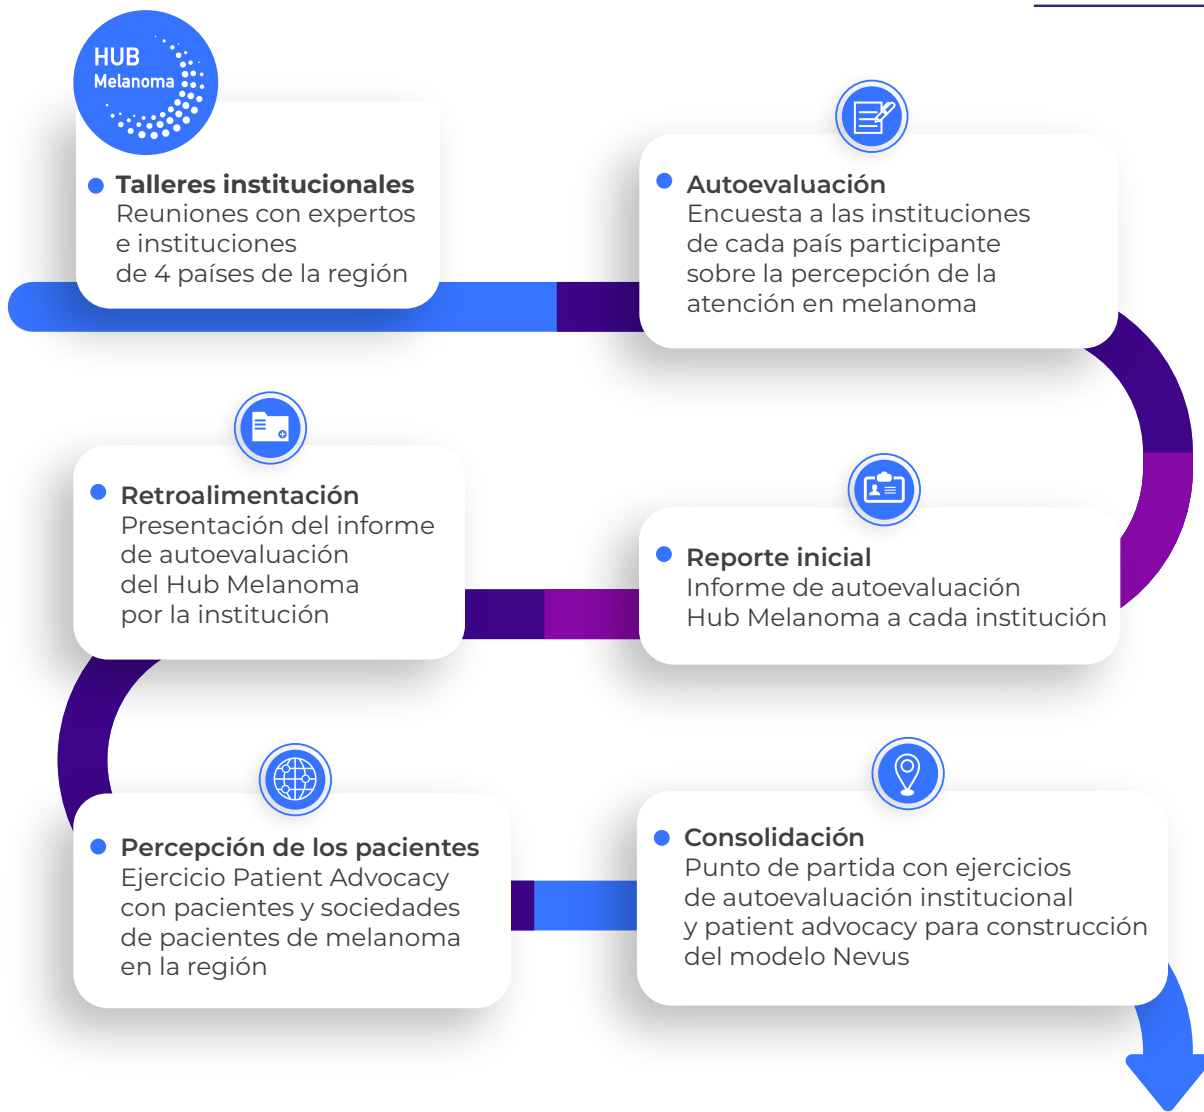 HUB
Melanoma
Talleres institucionales
Reuniones con expertos
e instituciones
de 4 países de la región
Autoevaluación
Encuesta a las instituciones
de cada país participante
sobre la percepción de la
atención en melanoma
Reporte inicial
Informe de autoevaluación
Hub Melanoma a cada institución
Retroalimentación
Presentación del informe
de autoevaluación
del Hub Melanoma
por la institución
Percepción de los pacientes
Ejercicio Patient Advocacy
con pacientes y sociedades
de pacientes de melanoma
en la región
Consolidación
Punto de partida con ejercicios
de autoevaluación institucional
y patient advocacy para construcción
del modelo Nevus